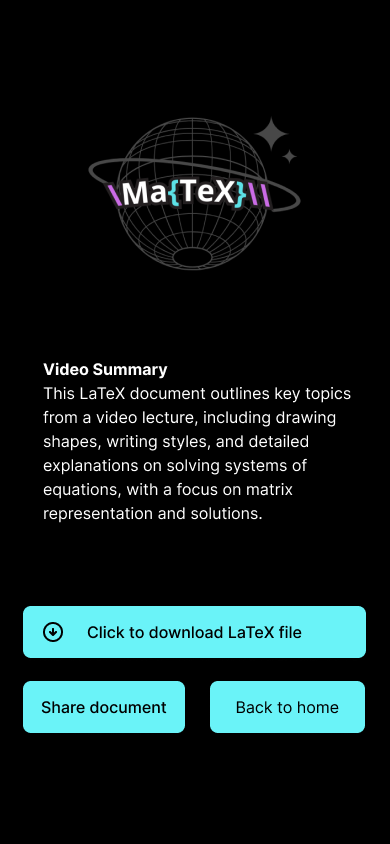 \Ma{TeX}\\
Video Summary
This LaTeX document outlines key topics
from a video lecture, including drawing
shapes, writing styles, and detailed
explanations on solving systems of
equations, with a focus on matrix
representation and solutions.
Click to download LaTeX file
Share document
Back to home